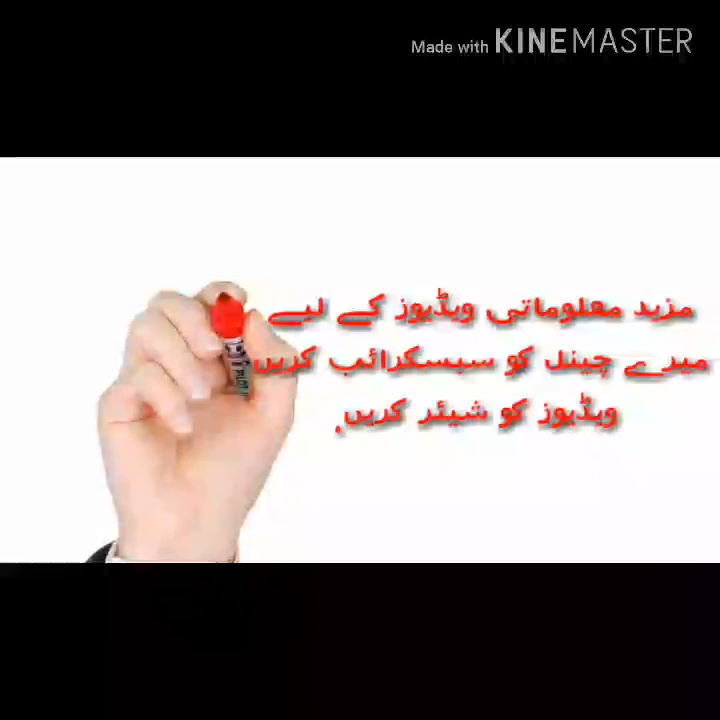 Made with KINEMASTER
مزید معلوماتی ویڈیوز کے لیے
میرے چینل کو سبسکرائب کریں
ویڈیوز کو شیئر کریں.